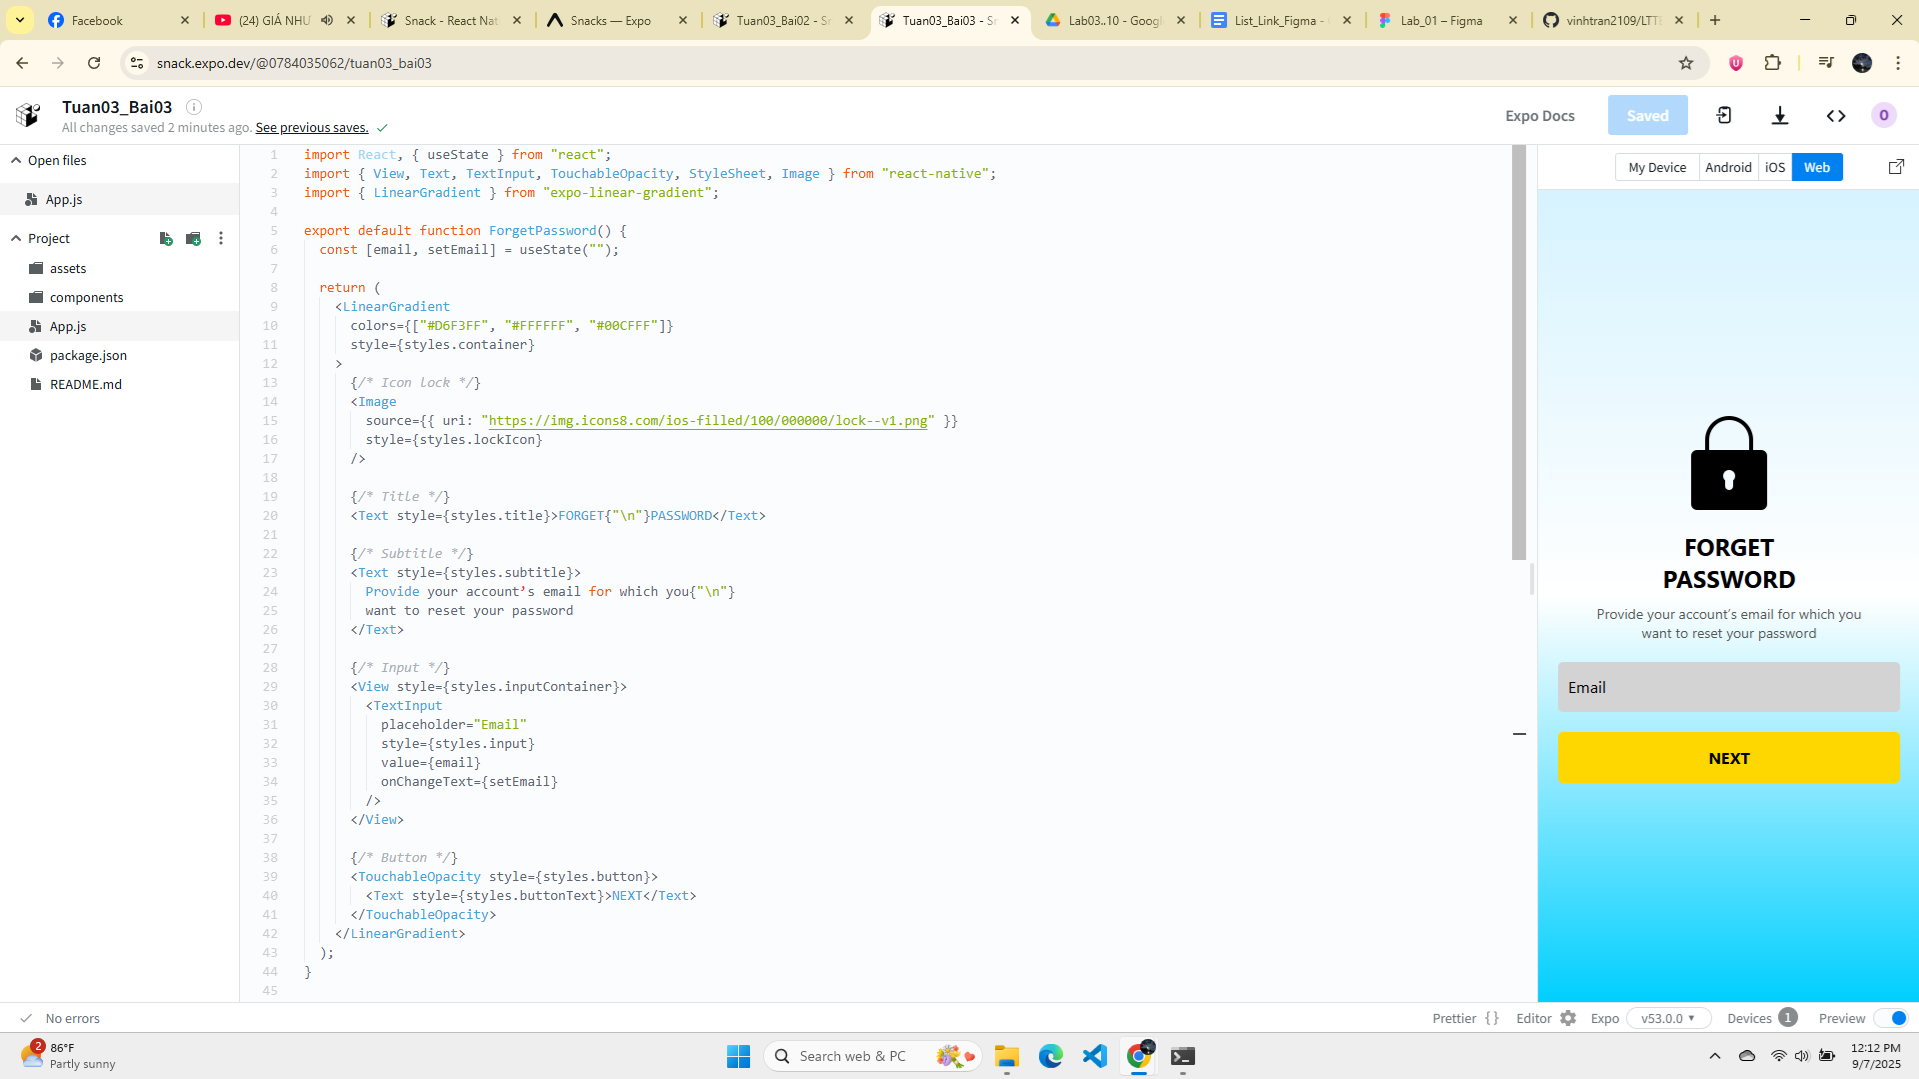 Facebook
(24) GIÁ NHƯ
Snack - React Nati
Snacks — Expo
Tuan03_Bai02 - Sn
Tuan03_Bai03 - Sn
Lab03..10 - Googl
List_Link_Figma -
Lab_01 – Figma
vinhtran2109/LTTE
snack.expo.dev/@0784035062/tuan03_bai03
Tuan03_Bai03
All changes saved 2 minutes ago. See previous saves.
Expo Docs
Saved
O
Open files
App.js
Project
assets
components
App.js
package.json
README.md
1 import React, { useState } from "react";
2 import { View, Text, TextInput, TouchableOpacity, StyleSheet, Image } from "react-native";
3 import { LinearGradient } from "expo-linear-gradient";
4
5 export default function ForgetPassword() {
6 const [email, setEmail] = useState("");
7
8 return (
9 <LinearGradient
10 colors={["#D6F3FF", "#FFFFFF", "#00CFFF"]}
11 style={styles.container}
12 >
13 {/* Icon lock */}
14 <Image
15 source={{ uri: "https://img.icons8.com/ios-filled/100/000000/lock--v1.png" }}
16 style={styles.lockIcon}
17 />
18
19 {/* Title */}
20 <Text style={styles.title}>FORGET{"\n"}PASSWORD</Text>
21
22 {/* Subtitle */}
23 <Text style={styles.subtitle}>
24 Provide your account’s email for which you{"\n"}
25 want to reset your password
26 </Text>
27
28 {/* Input */}
29 <View style={styles.inputContainer}>
30 <TextInput
31 placeholder="Email"
32 style={styles.input}
33 value={email}
34 onChangeText={setEmail}
35 />
36 </View>
37
38 {/* Button */}
39 <TouchableOpacity style={styles.button}>
40 <Text style={styles.buttonText}>NEXT</Text>
41 </TouchableOpacity>
42 </LinearGradient>
43 );
44 }
45
My Device
Android
iOS
Web
FORGET
PASSWORD
Provide your account’s email for which you
want to reset your password
Email
NEXT
No errors
Prettier { }
Editor
Expo
v53.0.0
Devices 1
Preview
2
86°F
Partly sunny
Search web & PC
12:12 PM
9/7/2025